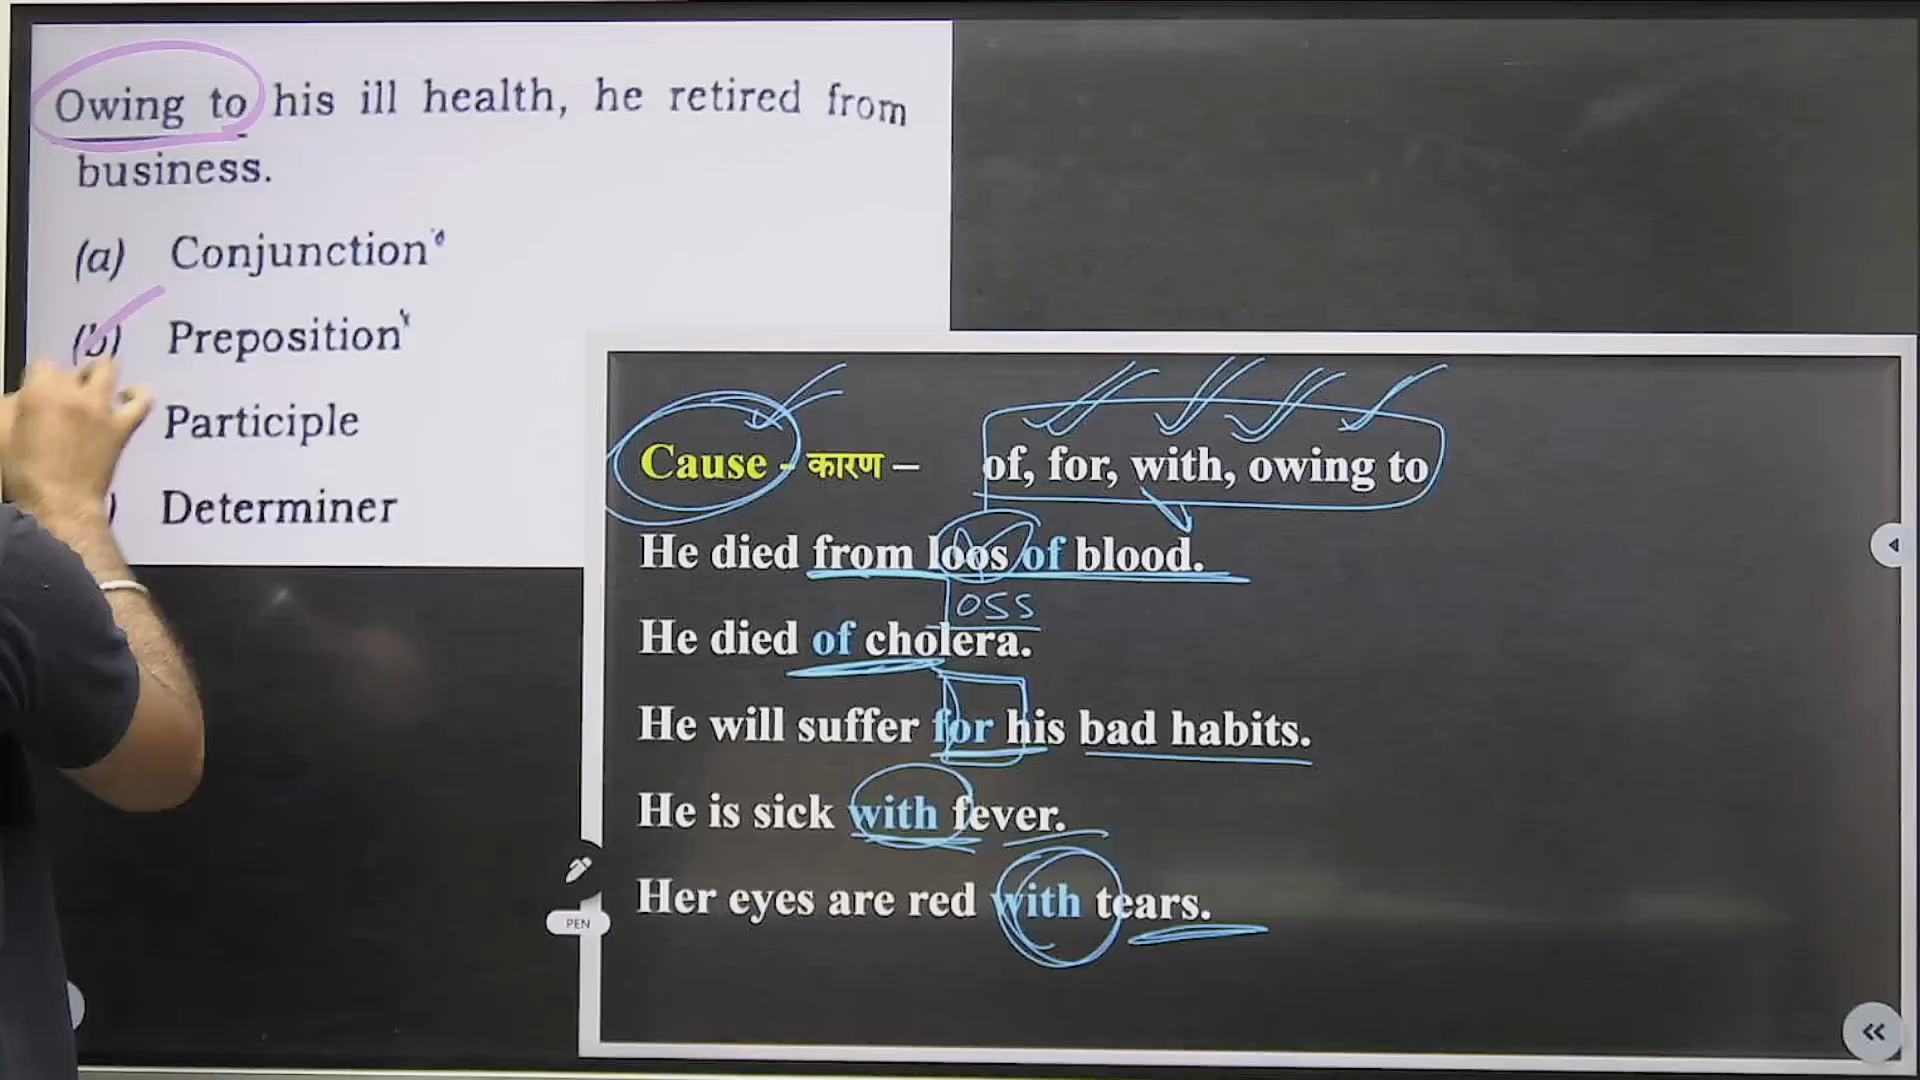 Owing to his ill health, he retired from
business.
(a) Conjunction
(b) Preposition
Participle
) Determiner
Cause - कारण – of, for, with, owing to
He died from loos of blood.
loss
He died of cholera.
He will suffer for his bad habits.
He is sick with fever.
Her eyes are red with tears.
PEN